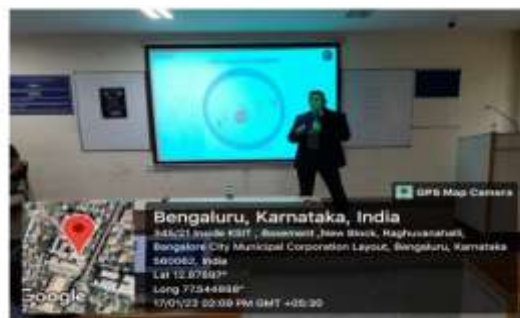 GPS Map Camera
Bengaluru, Karnataka, India
345/21 Inside KSIT , Basement ,New Block, Raghuvanahalli,
Bangalore City Municipal Corporation Layout, Bengaluru, Karnataka
560062, India
Lat 12.87897°
Long 77.544898°
17/01/23 02:09 PM GMT +05:30
Google